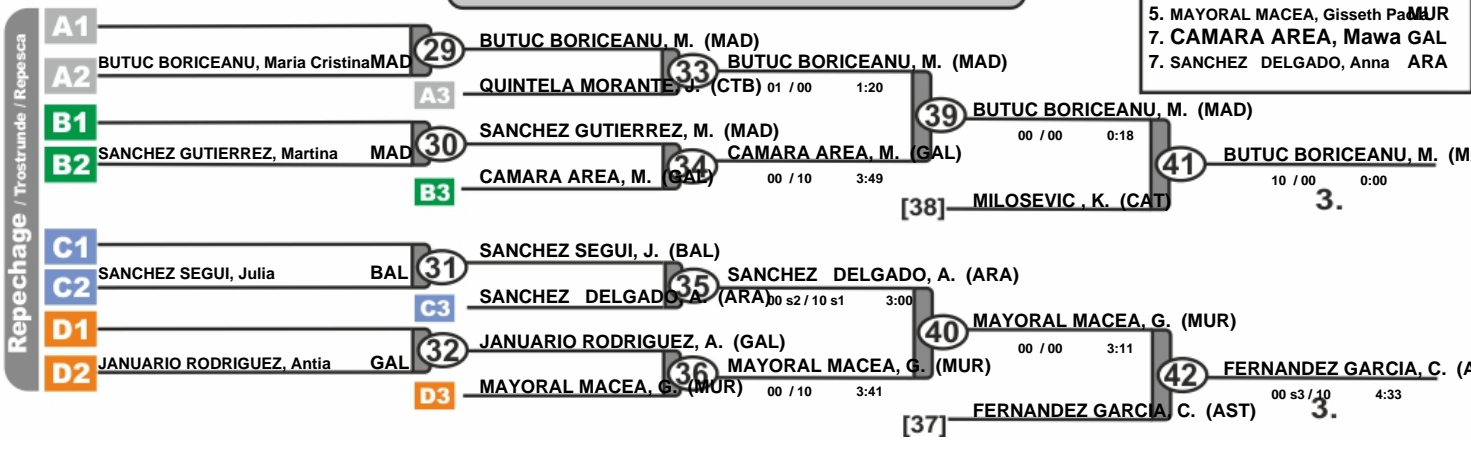 5. MAYORAL MACEA, Gisseth Paola MUR
7. CAMARA AREA, Mawa GAL
7. SANCHEZ DELGADO, Anna ARA
Repechage / Trostrunde / Repesca
A1
A2 BUTUC BORICEANU, Maria Cristina MAD
29
BUTUC BORICEANU, M. (MAD)
A3 QUINTELA MORANTE, J. (CTB)
33
BUTUC BORICEANU, M. (MAD)
01 / 00 1:20
B1
B2 SANCHEZ GUTIERREZ, Martina MAD
30
SANCHEZ GUTIERREZ, M. (MAD)
B3 CAMARA AREA, M. (GAL)
34
CAMARA AREA, M. (GAL)
00 / 10 3:49
39
BUTUC BORICEANU, M. (MAD)
00 / 00 0:18
[38] MILOSEVIC , K. (CAT)
41
BUTUC BORICEANU, M.
10 / 00 0:00
3.
C1
C2 SANCHEZ SEGUI, Julia BAL
31
SANCHEZ SEGUI, J. (BAL)
C3 SANCHEZ DELGADO, A. (ARA)
35
SANCHEZ DELGADO, A. (ARA)
00 s2 / 10 s1 3:00
D1
D2 JANUARIO RODRIGUEZ, Antia GAL
32
JANUARIO RODRIGUEZ, A. (GAL)
D3 MAYORAL MACEA, G. (MUR)
36
MAYORAL MACEA, G. (MUR)
00 / 10 3:41
40
MAYORAL MACEA, G. (MUR)
00 / 00 3:11
[37] FERNANDEZ GARCIA, C. (AST)
42
FERNANDEZ GARCIA, C.
00 s3 / 10 4:33
3.